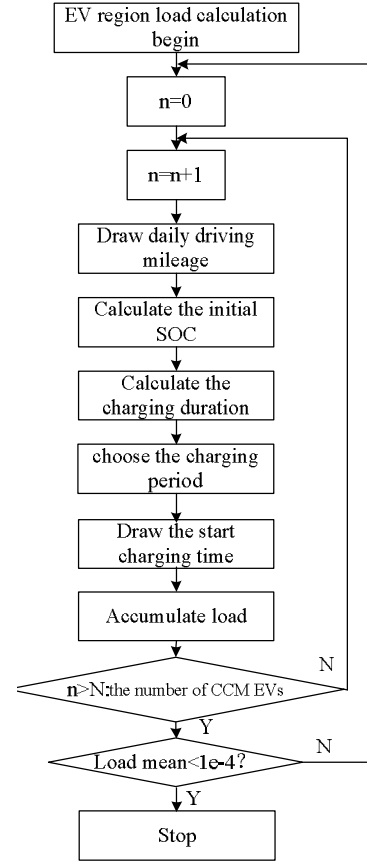 EV region load calculation
begin
n=0
n=n+1
Draw daily driving
mileage
Calculate the initial
SOC
Calculate the
charging duration
choose the charging
period
Draw the start
charging time
Accumulate load
N
n>N:the number of CCM EVs
Y
N
Load mean<1e-4?
Y
Stop